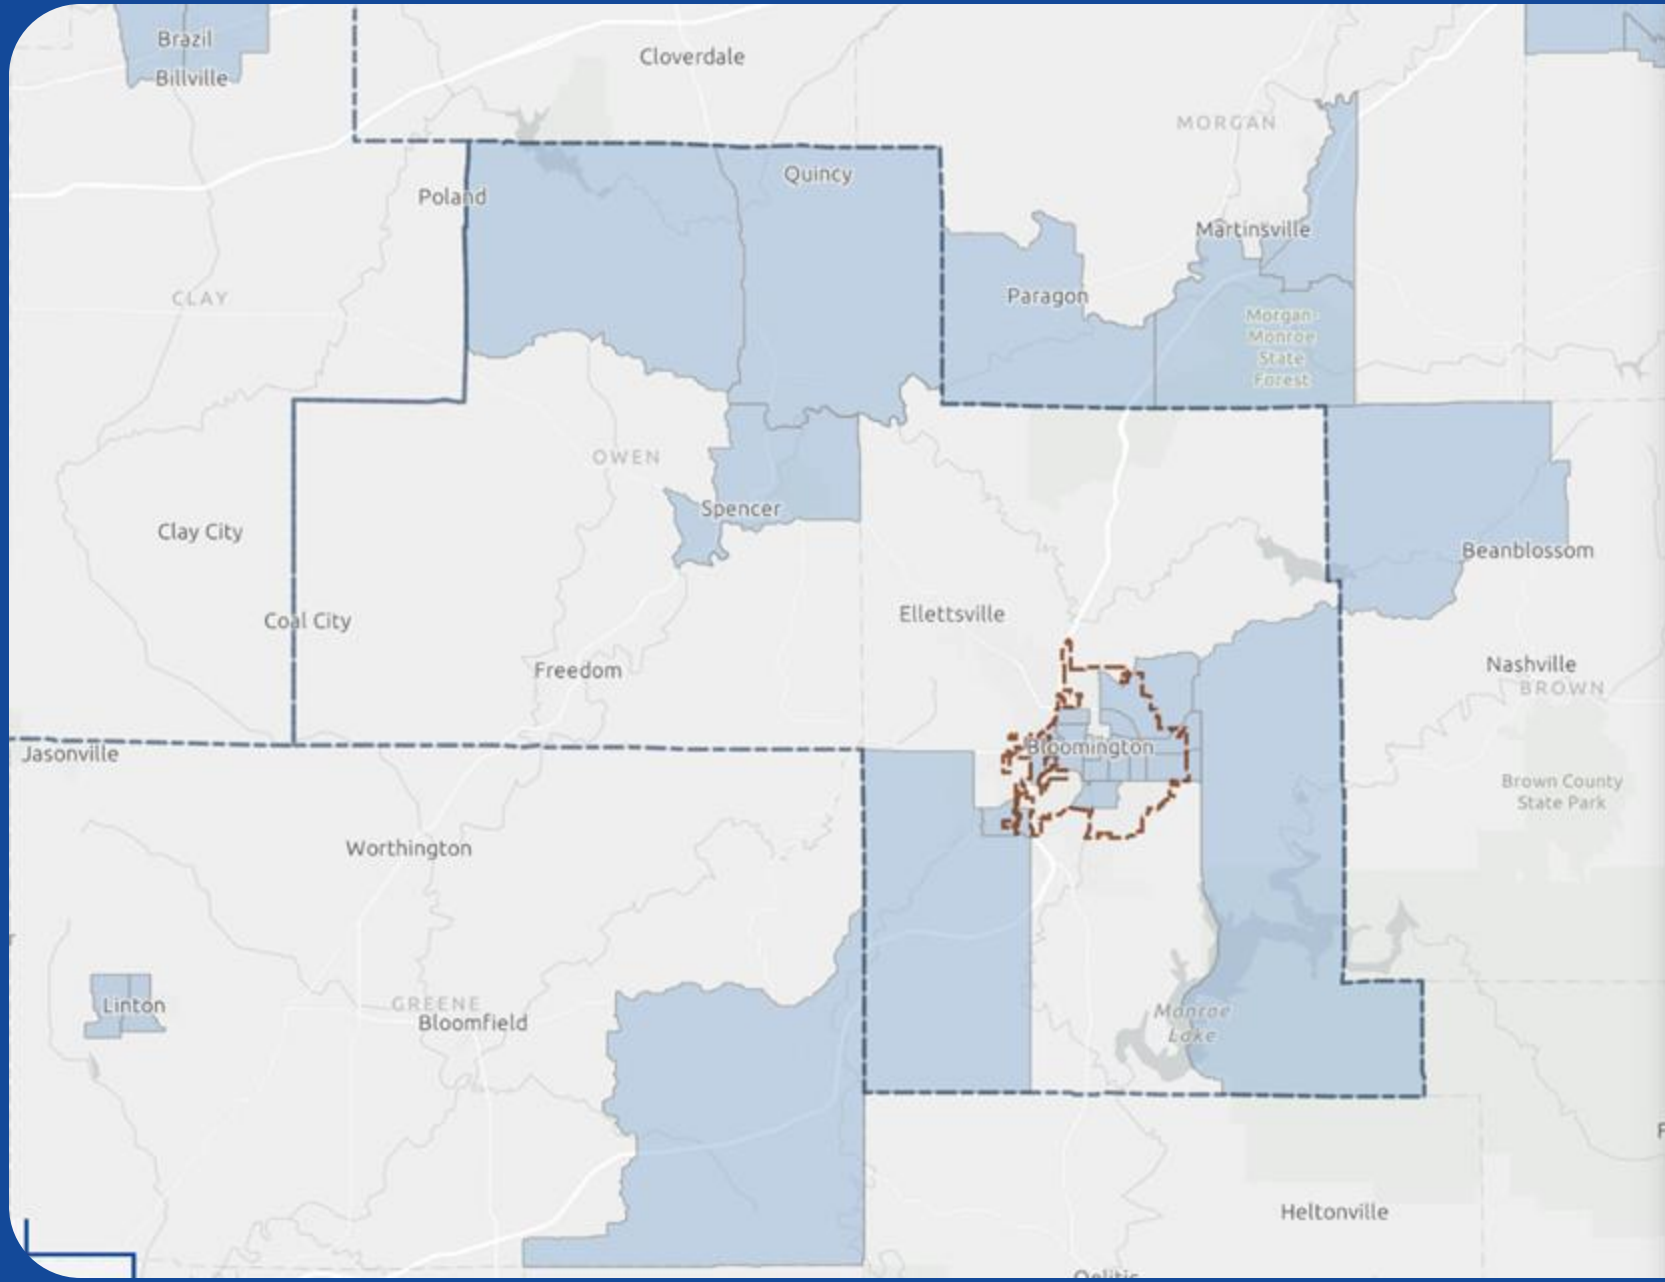 Brazil
Cloverdale
Billville
MORGAN
Quincy
Poland
Martinsville
CLAY
Paragon
Morgan-
Monroe
State
Forest
OWEN
Spencer
Clay City
Beanblossom
Coal City
Ellettsville
Freedom
Nashville
BROWN
Jasonville
Bloomington
Brown County
State Park
Worthington
Linton
GREENE
Bloomfield
Monroe
Lake
Heltonville